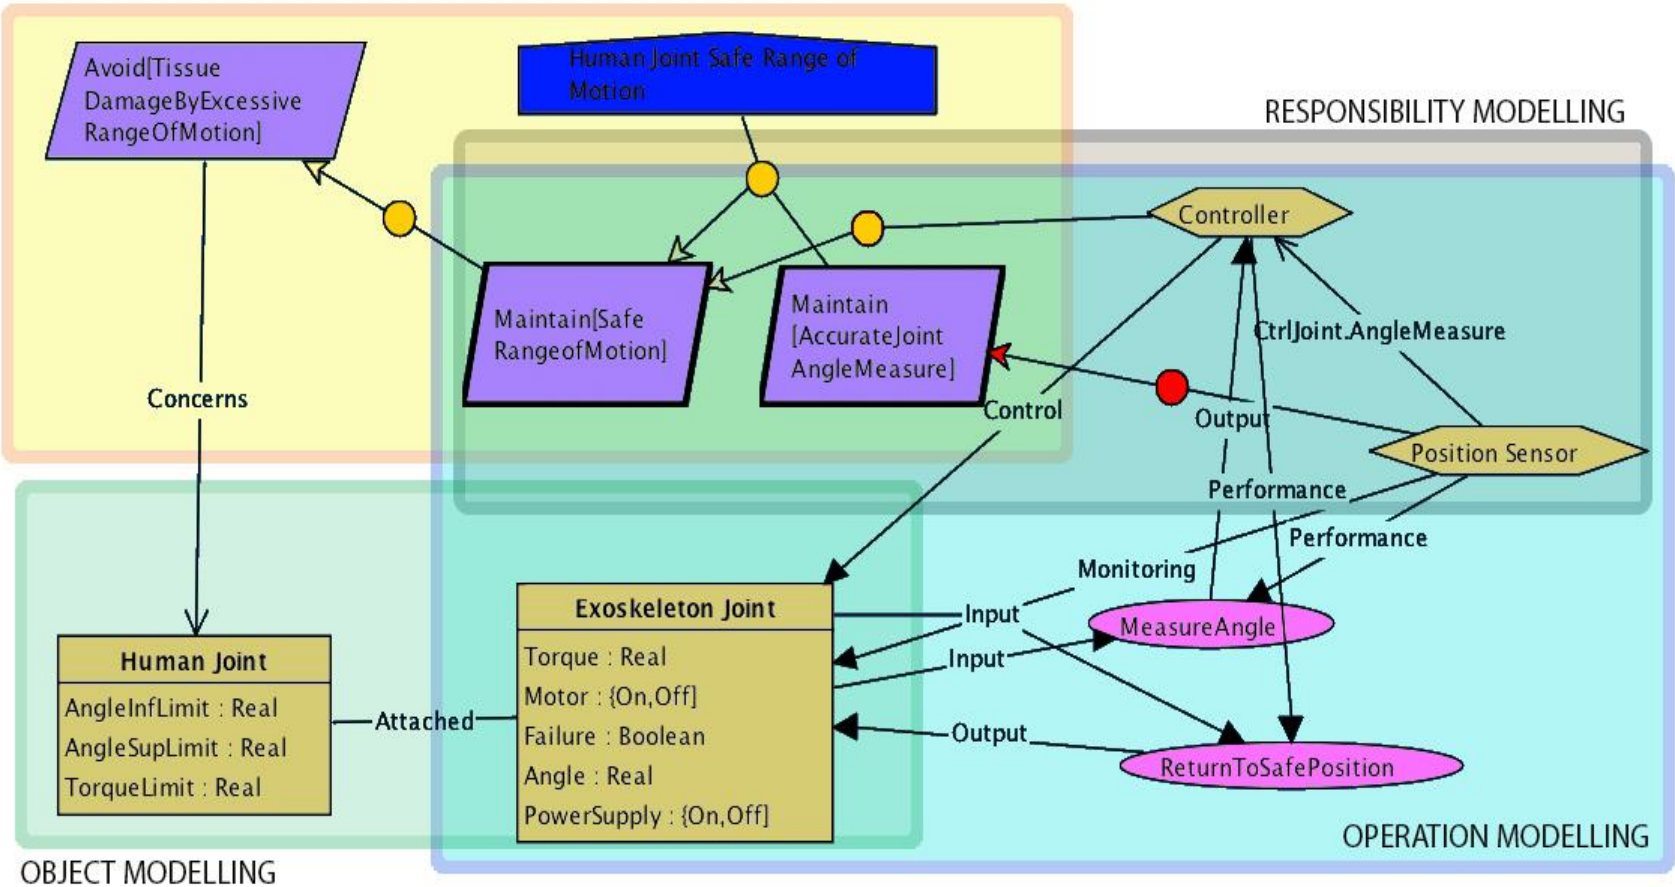 Avoid[Tissue
DamageByExcessive
RangeOfMotion]
Human Joint Safe Range of
Motion
RESPONSIBILITY MODELLING
Controller
Maintain[Safe
RangeofMotion]
Maintain
[AccurateJoint
AngleMeasure]
CtrlJoint.AngleMeasure
Concerns
Control
Output
Position Sensor
Performance
Performance
Monitoring
Exoskeleton Joint
Torque : Real
Motor : {On,Off]
Failure : Boolean
Angle : Real
PowerSupply : {On,Off]
Input
MeasureAngle
Input
Human Joint
AngleInfLimit : Real
AngleSupLimit : Real
TorqueLimit : Real
Attached
Output
ReturnToSafePosition
OPERATION MODELLING
OBJECT MODELLING